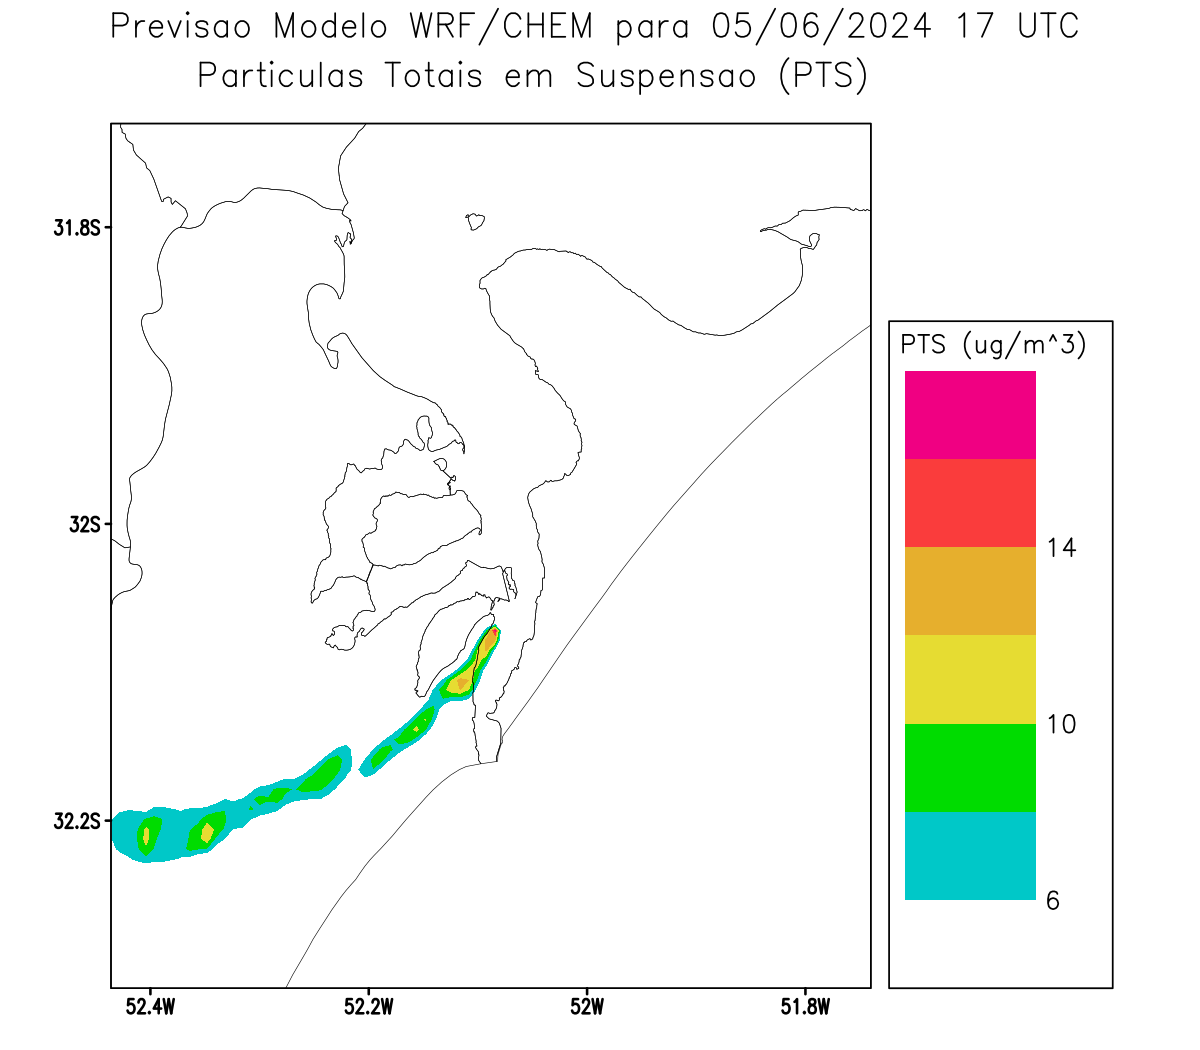 Previsao Modelo WRF/CHEM para 05/06/2024 17 UTC
Particulas Totais em Suspensao (PTS)
31.8S
32S
32.2S
52.4W 52.2W 52W 51.8W
PTS (ug/m^3)
14
10
6